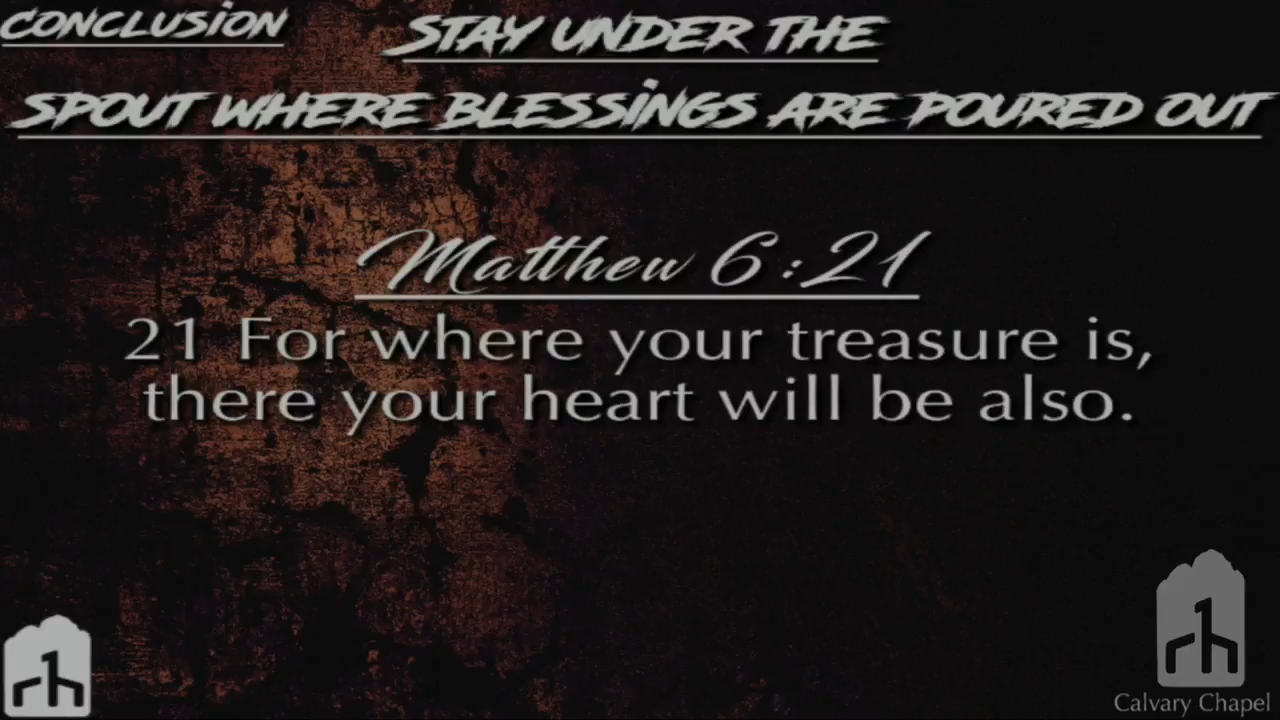 CONCLUSION
STAY UNDER THE
SPOUT WHERE BLESSINGS ARE POURED OUT
Matthew 6:21
21 For where your treasure is,
there your heart will be also.
Calvary Chapel